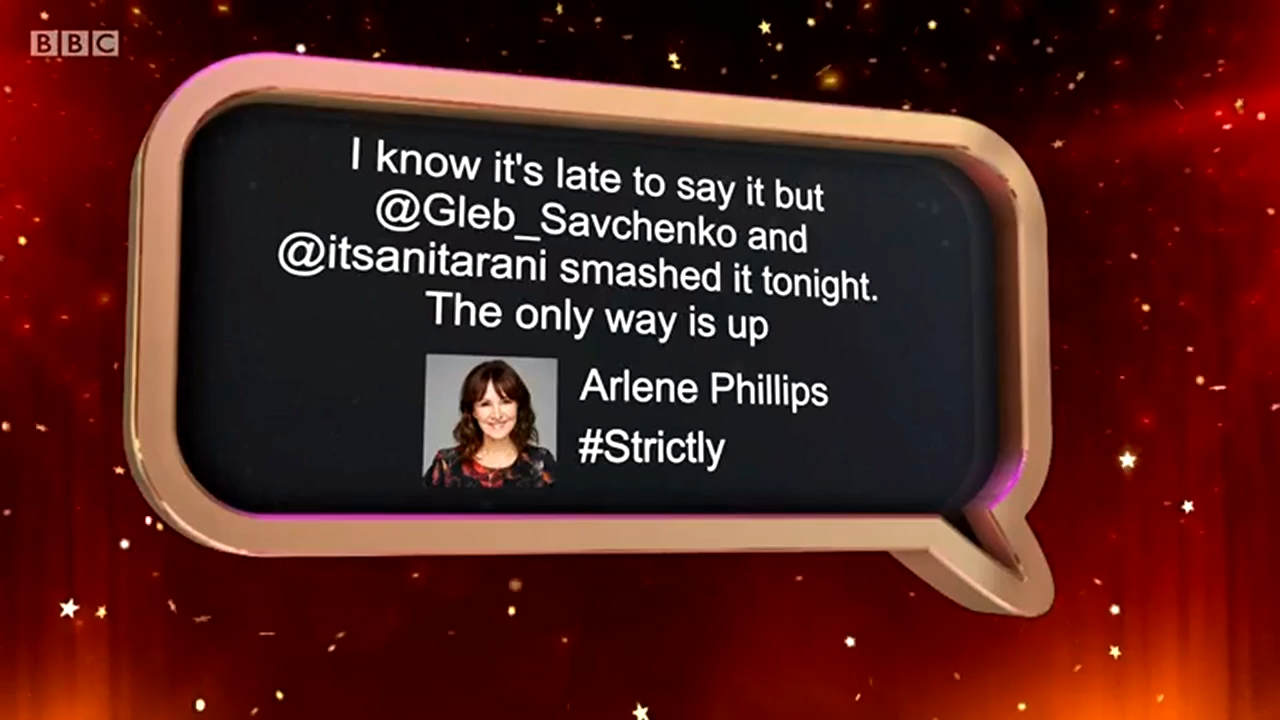 BBC
I know it's late to say it but
@Gleb_Savchenko and
@itsanitarani smashed it tonight.
The only way is up
Arlene Phillips
#Strictly